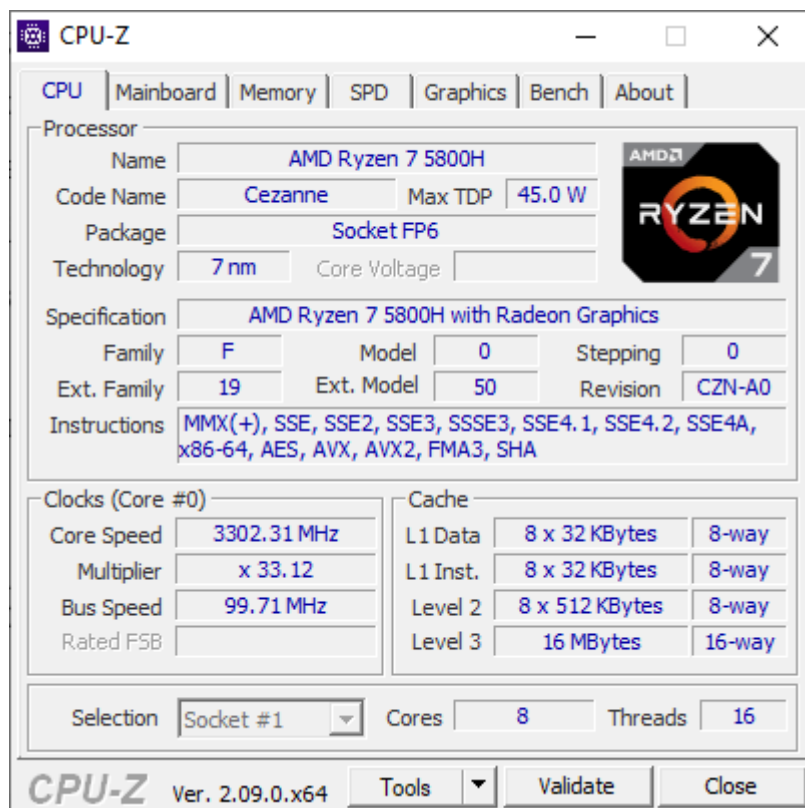 CPU-Z
CPU Mainboard Memory SPD Graphics Bench About
Processor
Name AMD Ryzen 7 5800H
Code Name Cezanne Max TDP 45.0 W
Package Socket FP6
Technology 7 nm Core Voltage
AMD
RYZEN
7
Specification AMD Ryzen 7 5800H with Radeon Graphics
Family F Model 0 Stepping 0
Ext. Family 19 Ext. Model 50 Revision CZN-A0
Instructions MMX(+), SSE, SSE2, SSE3, SSSE3, SSE4.1, SSE4.2, SSE4A,
x86-64, AES, AVX, AVX2, FMA3, SHA
Clocks (Core #0)
Core Speed 3302.31 MHz
Multiplier x 33.12
Bus Speed 99.71 MHz
Rated FSB
Cache
L1 Data 8 x 32 KBytes 8-way
L1 Inst. 8 x 32 KBytes 8-way
Level 2 8 x 512 KBytes 8-way
Level 3 16 MBytes 16-way
Selection Socket #1 Cores 8 Threads 16
CPU-Z Ver. 2.09.0.x64 Tools Validate Close